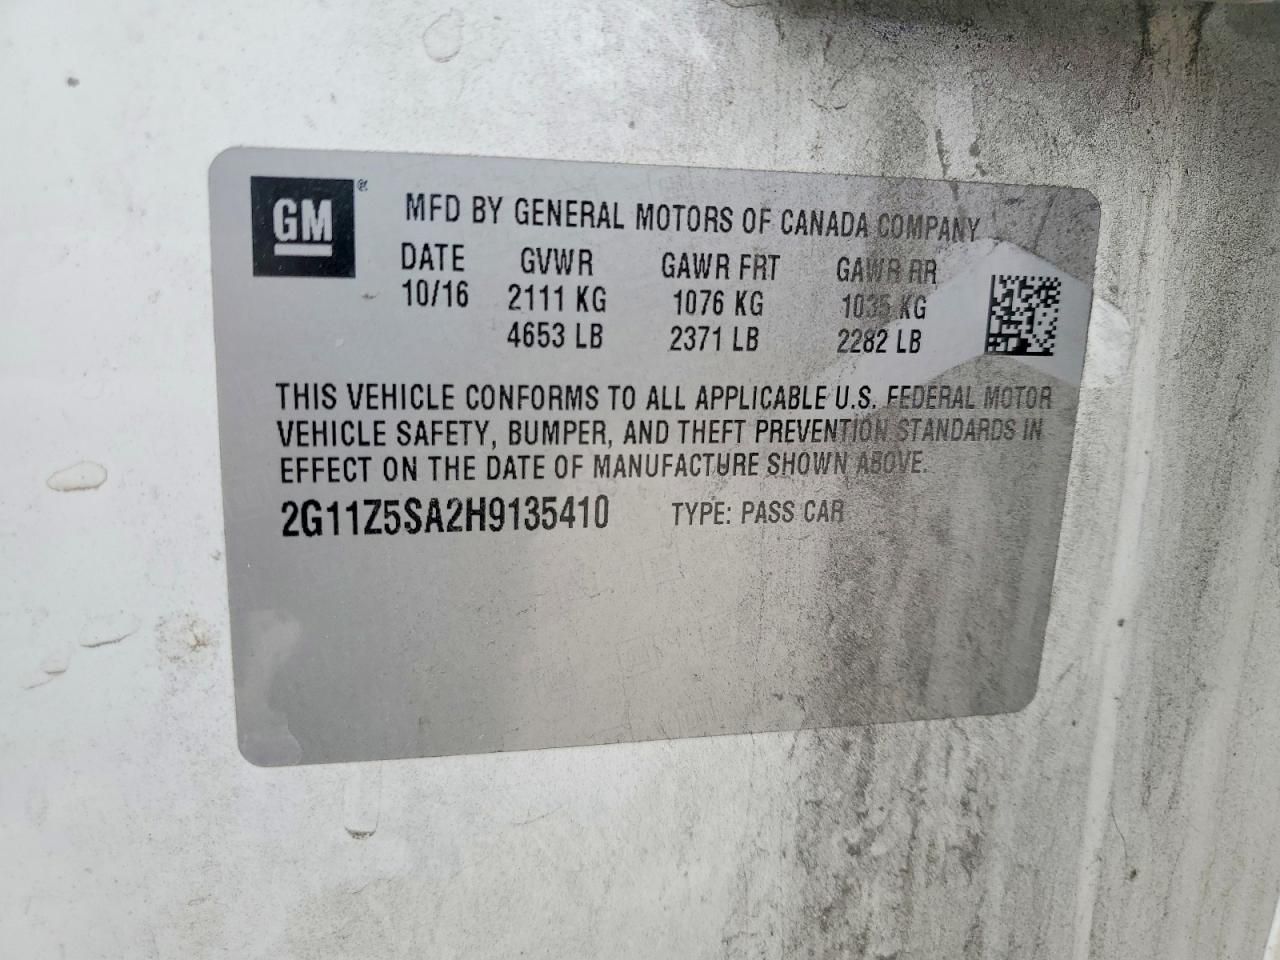 GM® MFD BY GENERAL MOTORS OF CANADA COMPANY
DATE GVWR GAWR FRT GAWR RR
10/16 2111 KG 1076 KG 1035 KG
4653 LB 2371 LB 2282 LB
THIS VEHICLE CONFORMS TO ALL APPLICABLE U.S. FEDERAL MOTOR
VEHICLE SAFETY, BUMPER, AND THEFT PREVENTION STANDARDS IN
EFFECT ON THE DATE OF MANUFACTURE SHOWN ABOVE.
2G11Z5SA2H9135410 TYPE: PASS CAR